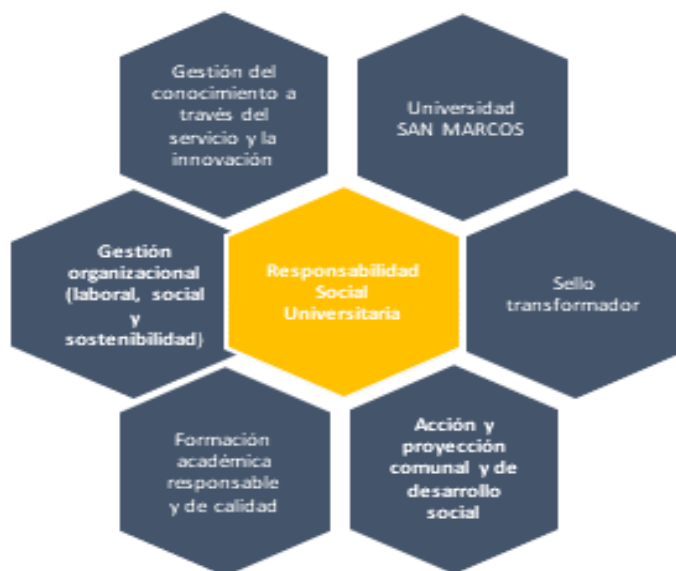 Gestión del
conocimiento a
través del
servicio y la
innovación
Universidad
SAN MARCOS
Gestión
organizacional
(laboral, social
y
sostenibilidad)
Responsabilidad
Social
Universitaria
Sello
transformador
Formación
académica
responsable
y de calidad
Acción y
proyección
comunal y de
desarrollo
social